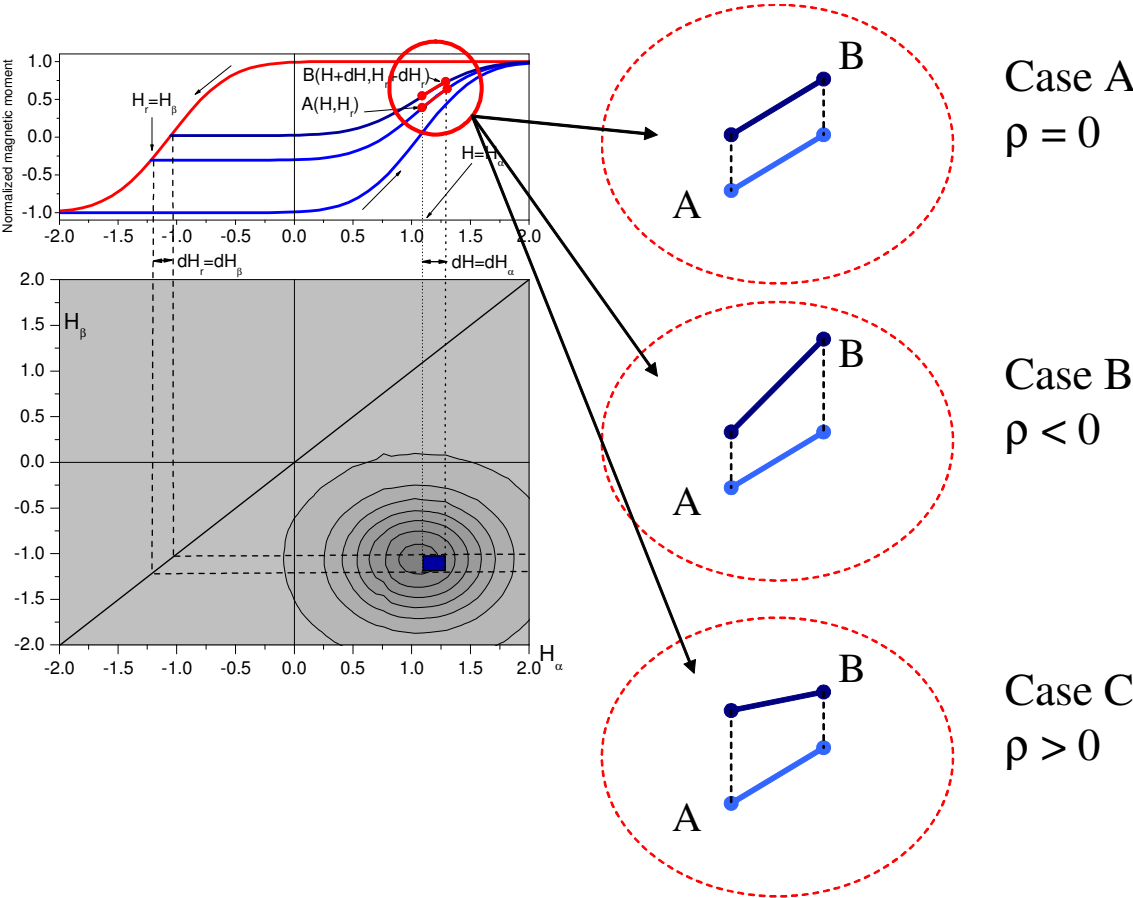 Normalized magnetic moment
1.0
0.5
0.0
-0.5
-1.0
-2.0 -1.5 -1.0 -0.5 0.0 0.5 1.0 1.5 2.0
Hr=Hβ
B(H+dH,Hr-dHr)
A(H,Hr)
H=Hα
dHr=dHβ
dH=dHα
2.0
1.5
1.0
0.5
0.0
-0.5
-1.0
-1.5
-2.0
Hβ
-2.0 -1.5 -1.0 -0.5 0.0 0.5 1.0 1.5 2.0
Hα
B
A
Case A
ρ = 0
B
A
Case B
ρ < 0
B
A
Case C
ρ > 0